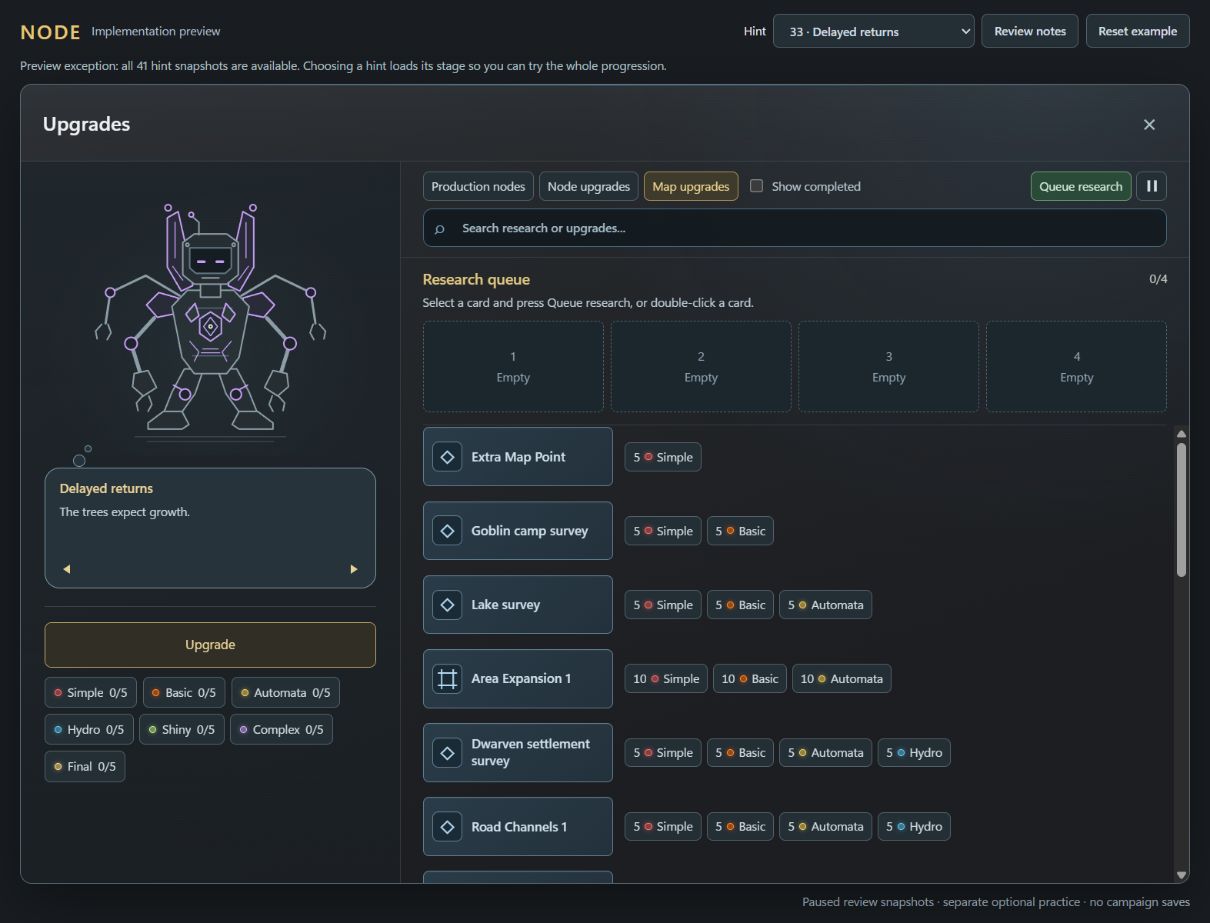 NODE Implementation preview
Hint 33 · Delayed returns Review notes Reset example
Preview exception: all 41 hint snapshots are available. Choosing a hint loads its stage so you can try the whole progression.
Upgrades
Production nodes Node upgrades Map upgrades Show completed Queue research
Search research or upgrades...
Research queue 0/4
Select a card and press Queue research, or double-click a card.
1 2 3 4
Empty Empty Empty Empty
Delayed returns
The trees expect growth.
Upgrade
Simple 0/5 Basic 0/5 Automata 0/5
Hydro 0/5 Shiny 0/5 Complex 0/5
Final 0/5
Extra Map Point 5 Simple
Goblin camp survey 5 Simple 5 Basic
Lake survey 5 Simple 5 Basic 5 Automata
Area Expansion 1 10 Simple 10 Basic 10 Automata
Dwarven settlement
survey 5 Simple 5 Basic 5 Automata 5 Hydro
Road Channels 1 5 Simple 5 Basic 5 Automata 5 Hydro
Paused review snapshots · separate optional practice · no campaign saves